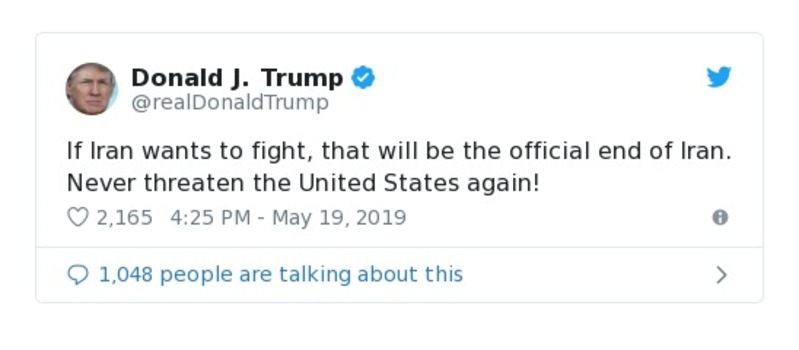 Donald J. Trump
@realDonaldTrump
If Iran wants to fight, that will be the official end of Iran.
Never threaten the United States again!
2,165 4:25 PM - May 19, 2019
1,048 people are talking about this